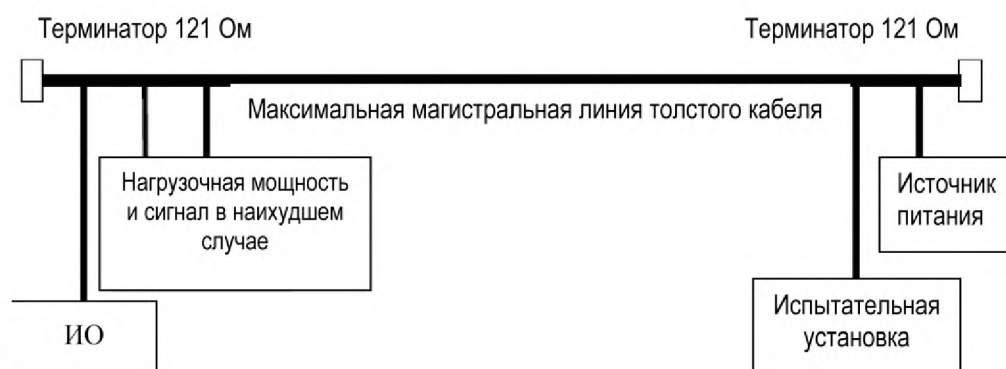 Терминатор 121 Ом
Терминатор 121 Ом
Максимальная магистральная линия толстого кабеля
Нагрузочная мощность
и сигнал в наихудшем
случае
Источник
питания
ИО
Испытательная
установка